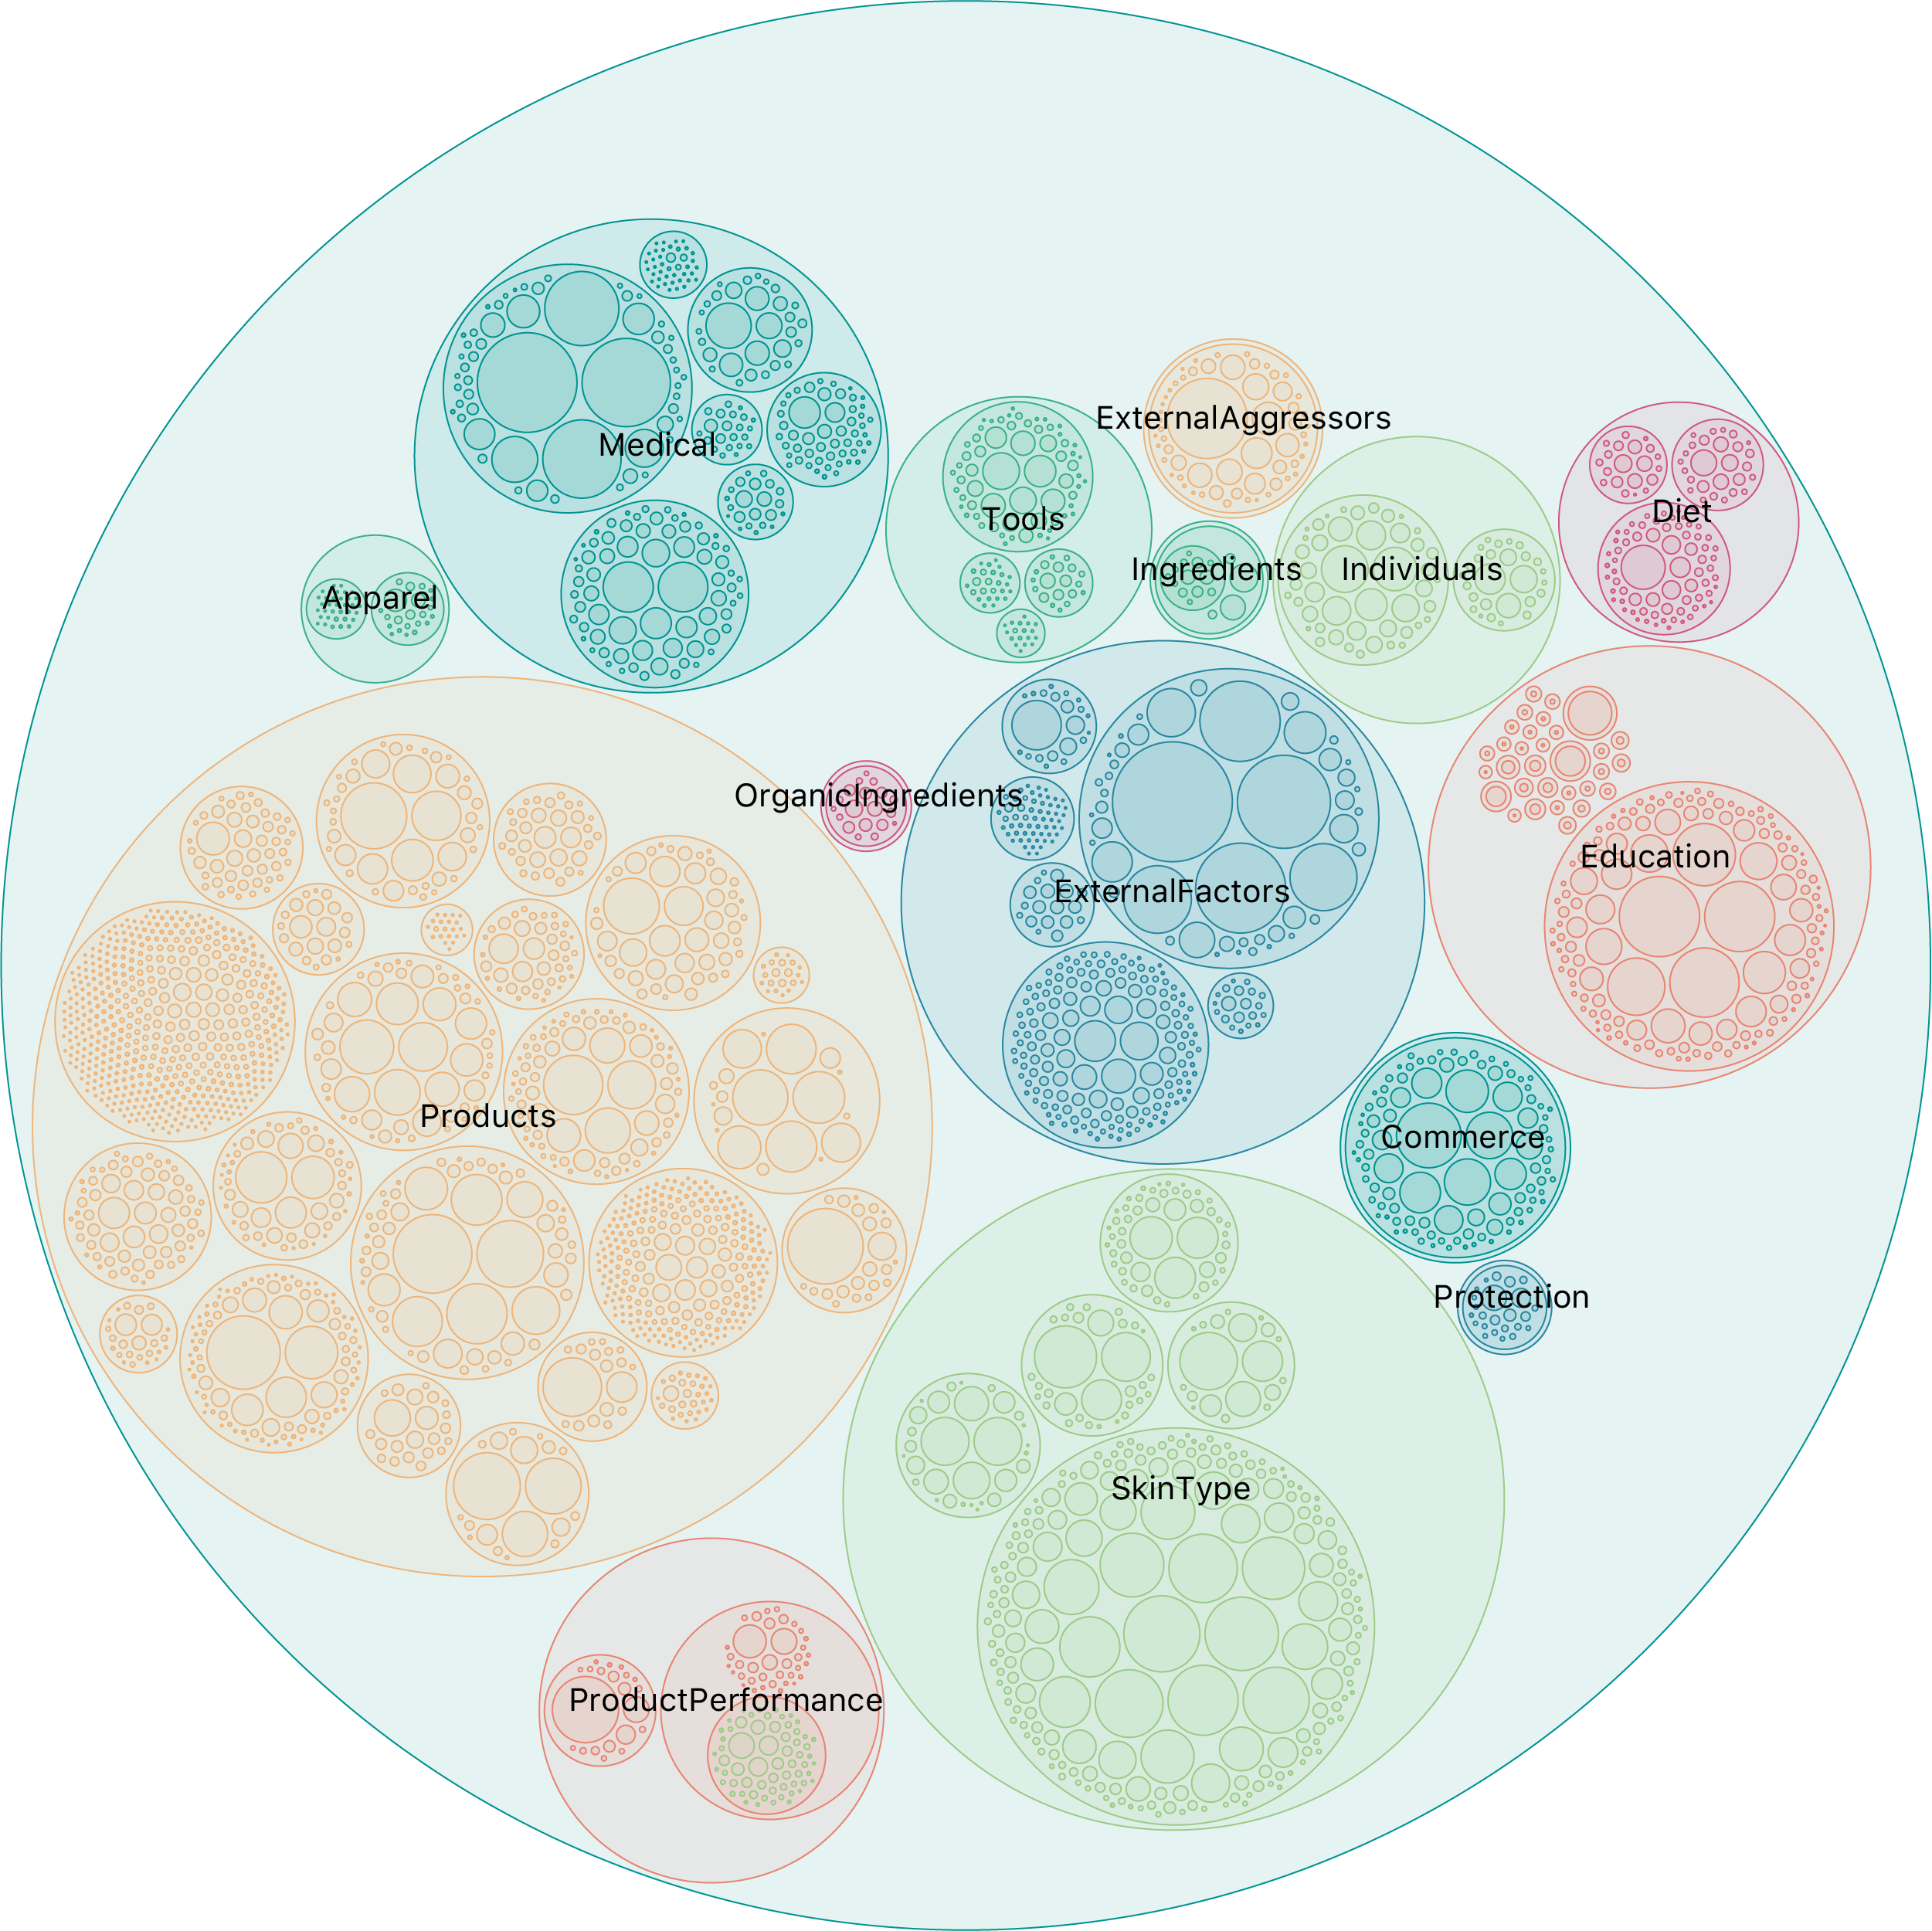 ExternalAggressors
Medical
Diet
Tools
Ingredients
Individuals
Apparel
OrganicIngredients
Education
ExternalFactors
Products
Commerce
Protection
SkinType
ProductPerformance